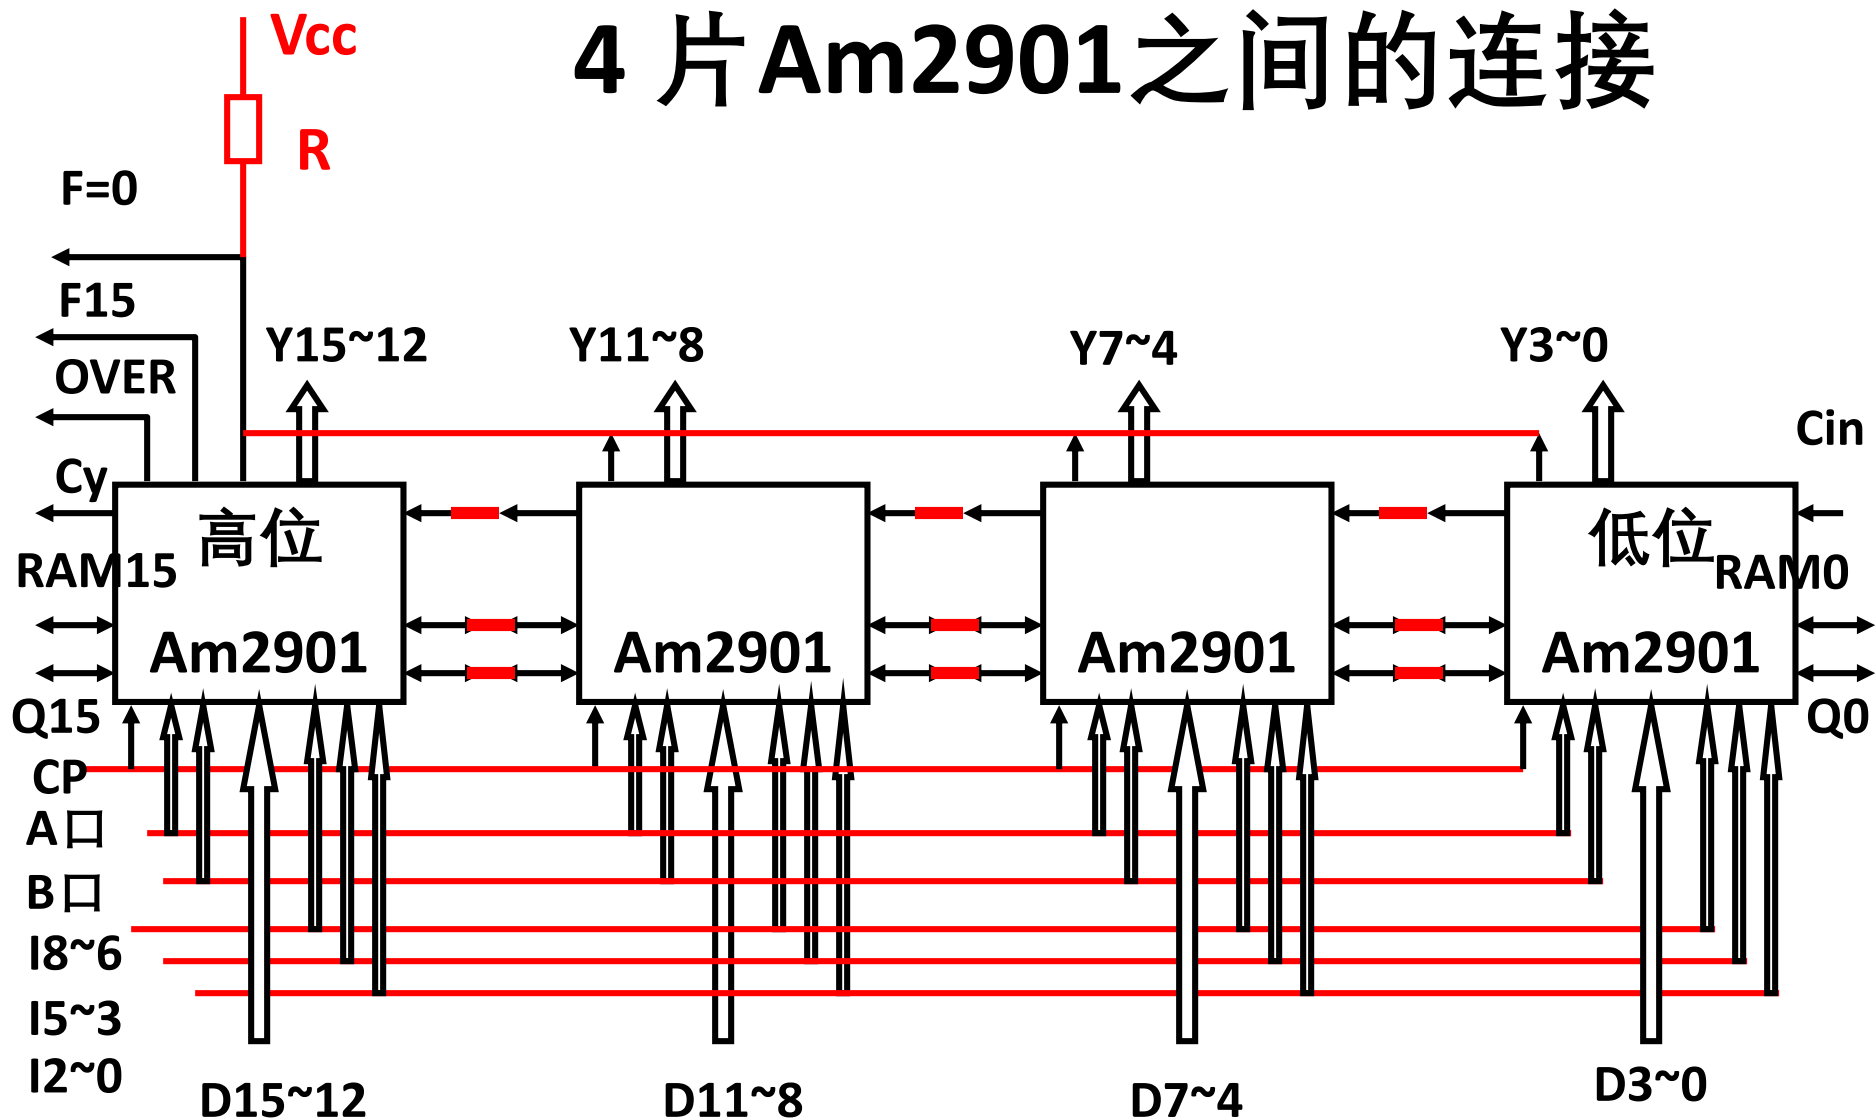 4 片Am2901之间的连接
Vcc
R
F=0
F15
OVER
Cy
Y15~12
Y11~8
Y7~4
Y3~0
Cin
高位
低位
RAM15
RAM0
Am2901
Am2901
Am2901
Am2901
Q15
Q0
CP
A口
B口
I8~6
I5~3
I2~0
D15~12
D11~8
D7~4
D3~0